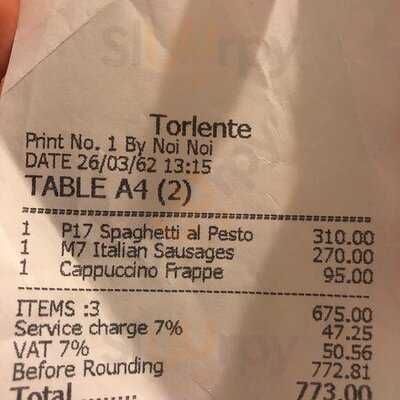 Slurrpy
Torlente
Print No. 1 By Noi Noi
DATE 26/03/62 13:15
TABLE A4 (2)
1 P17 Spaghetti al Pesto 310.00
1 M7 Italian Sausages 270.00
1 Cappuccino Frappe 95.00
ITEMS :3 675.00
Service charge 7% 47.25
VAT 7% 50.56
Before Rounding 772.81
Total ........ 773.00